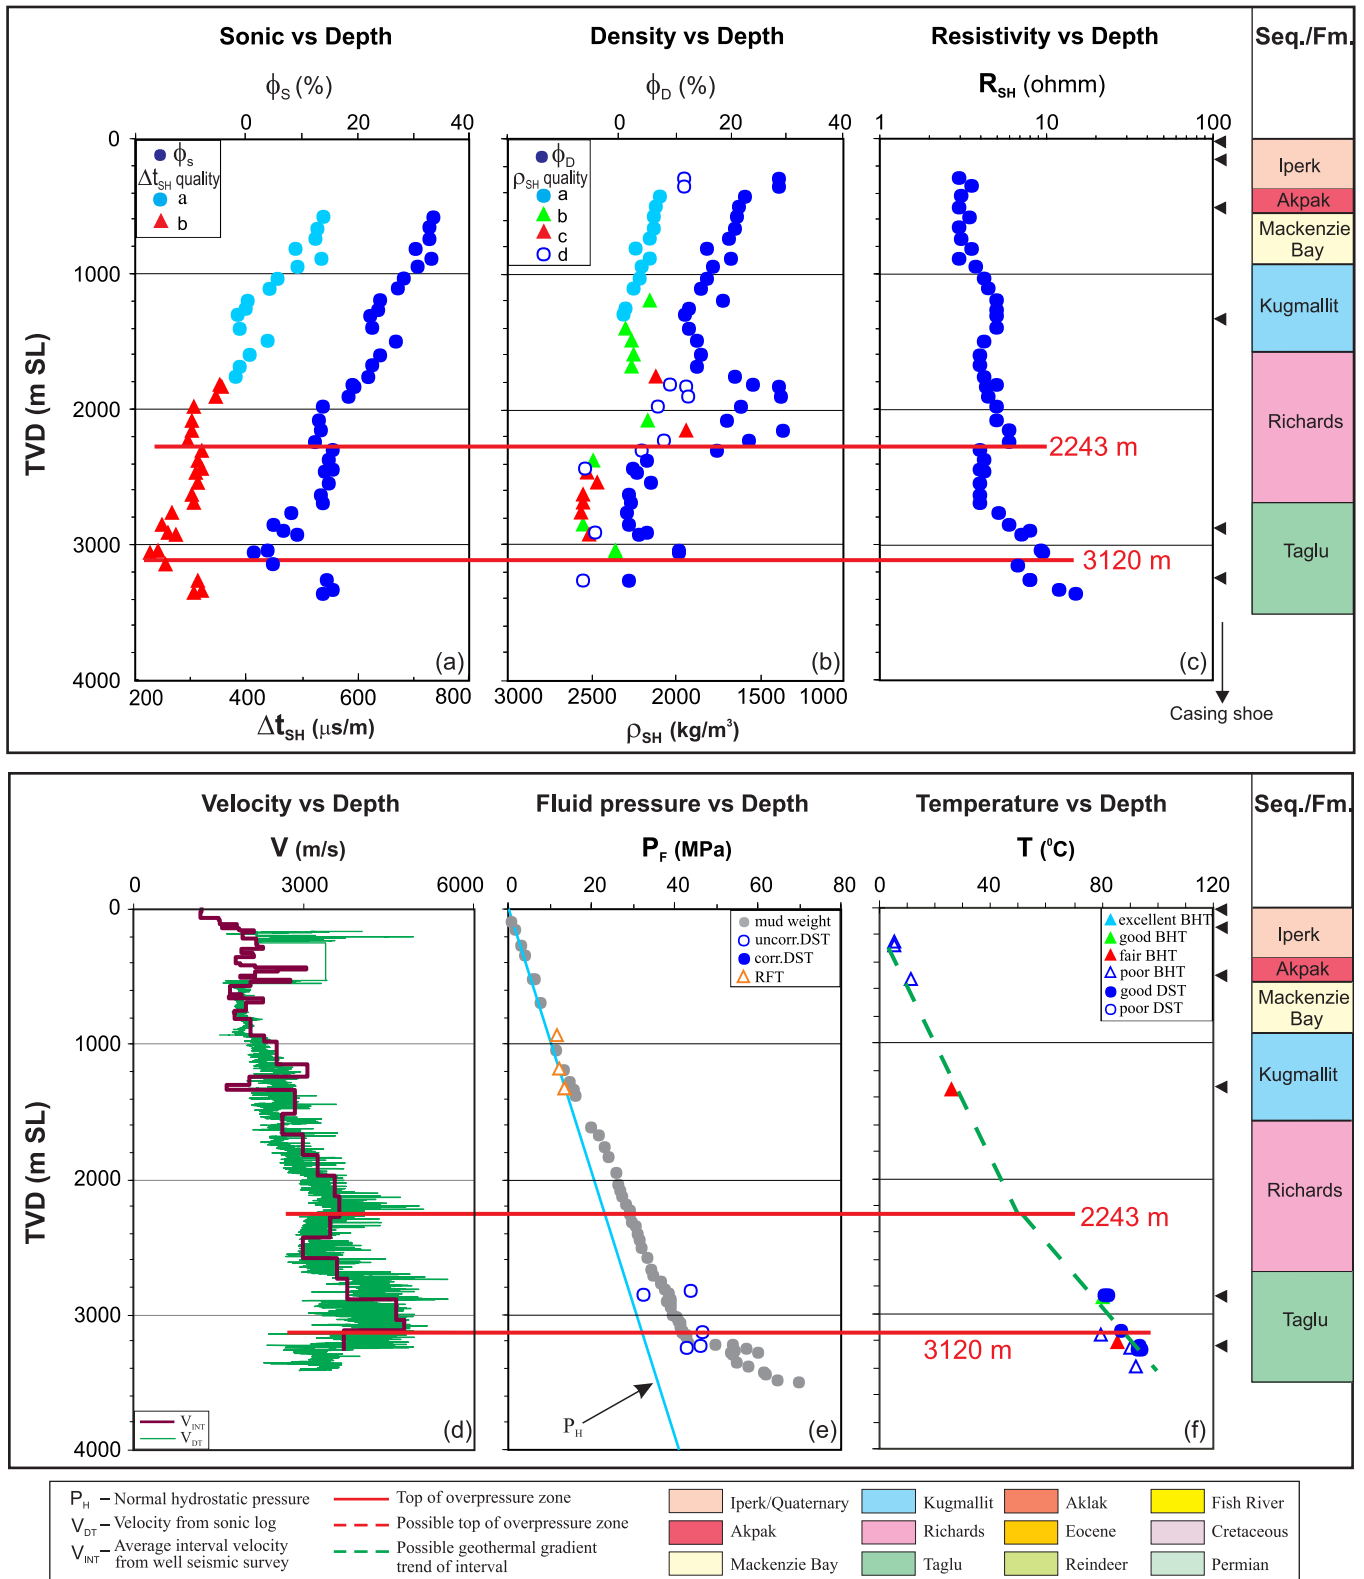 Sonic vs Depth Density vs Depth Resistivity vs Depth Seq./Fm.
ϕS (%) ϕD (%) RSH (ohmm)
0 20 40 0 20 40 1 10 100
0
1000
2000
3000
4000
TVD (m SL)
ϕs
ΔtSH quality
a
b
ϕD
ρSH quality
a
b
c
d
2243 m
3120 m
(a) (b) (c)
200 400 600 800 3000 2500 2000 1500 1000
ΔtSH (μs/m) ρSH (kg/m³)
Casing shoe
Iperk
Akpak
Mackenzie
Bay
Kugmallit
Richards
Taglu
Velocity vs Depth Fluid pressure vs Depth Temperature vs Depth Seq./Fm.
V (m/s) PF (MPa) T (⁰C)
0 3000 6000 0 20 40 60 80 0 40 80 120
0
1000
2000
3000
4000
TVD (m SL)
mud weight
uncorr.DST
corr.DST
RFT
excellent BHT
good BHT
fair BHT
poor BHT
good DST
poor DST
2243 m
3120 m
PH
VINT
VDT
(d) (e) (f)
Iperk
Akpak
Mackenzie
Bay
Kugmallit
Richards
Taglu
PH – Normal hydrostatic pressure
VDT – Velocity from sonic log
VINT – Average interval velocity
from well seismic survey
Top of overpressure zone
Possible top of overpressure zone
Possible geothermal gradient
trend of interval
Iperk/Quaternary Kugmallit Aklak Fish River
Akpak Richards Eocene Cretaceous
Mackenzie Bay Taglu Reindeer Permian